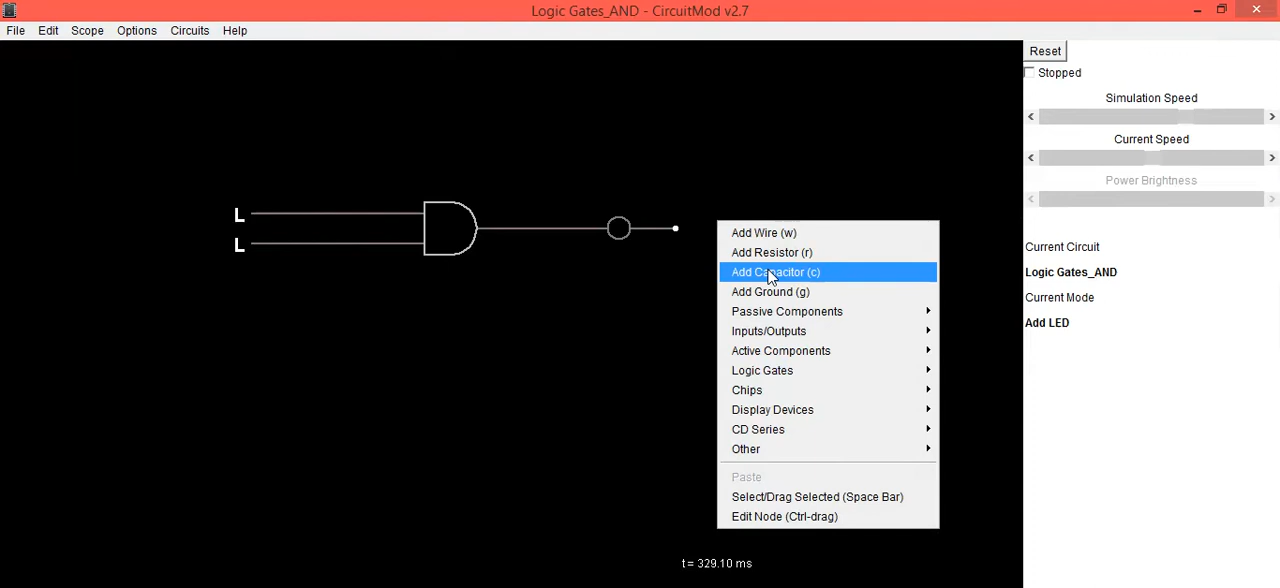 Logic Gates_AND - CircuitMod v2.7
File Edit Scope Options Circuits Help
Reset
Stopped
Simulation Speed
Current Speed
Power Brightness
Current Circuit
Logic Gates_AND
Current Mode
Add LED
L
L
Add Wire (w)
Add Resistor (r)
Add Capacitor (c)
Add Ground (g)
Passive Components
Inputs/Outputs
Active Components
Logic Gates
Chips
Display Devices
CD Series
Other
Paste
Select/Drag Selected (Space Bar)
Edit Node (Ctrl-drag)
t = 329.10 ms